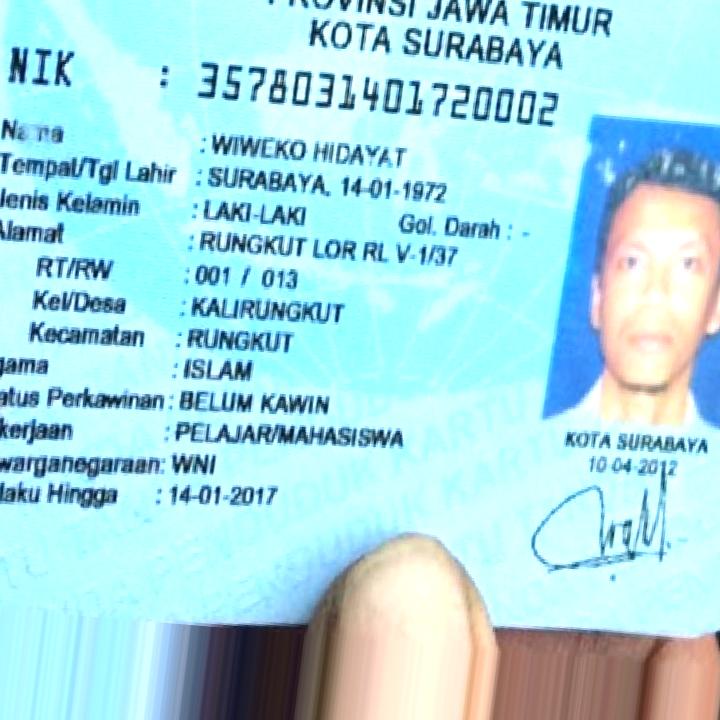 PROVINSI JAWA TIMUR
KOTA SURABAYA
NIK : 3578031401720002
Nama : WIWEKO HIDAYAT
Tempat/Tgl Lahir : SURABAYA, 14-01-1972
Jenis Kelamin : LAKI-LAKI Gol. Darah : -
Alamat : RUNGKUT LOR RL V-1/37
RT/RW : 001 / 013
Kel/Desa : KALIRUNGKUT
Kecamatan : RUNGKUT
gama : ISLAM
atus Perkawinan : BELUM KAWIN
kerjaan : PELAJAR/MAHASISWA
warganegaraan : WNI
laku Hingga : 14-01-2017
KOTA SURABAYA
10-04-2012